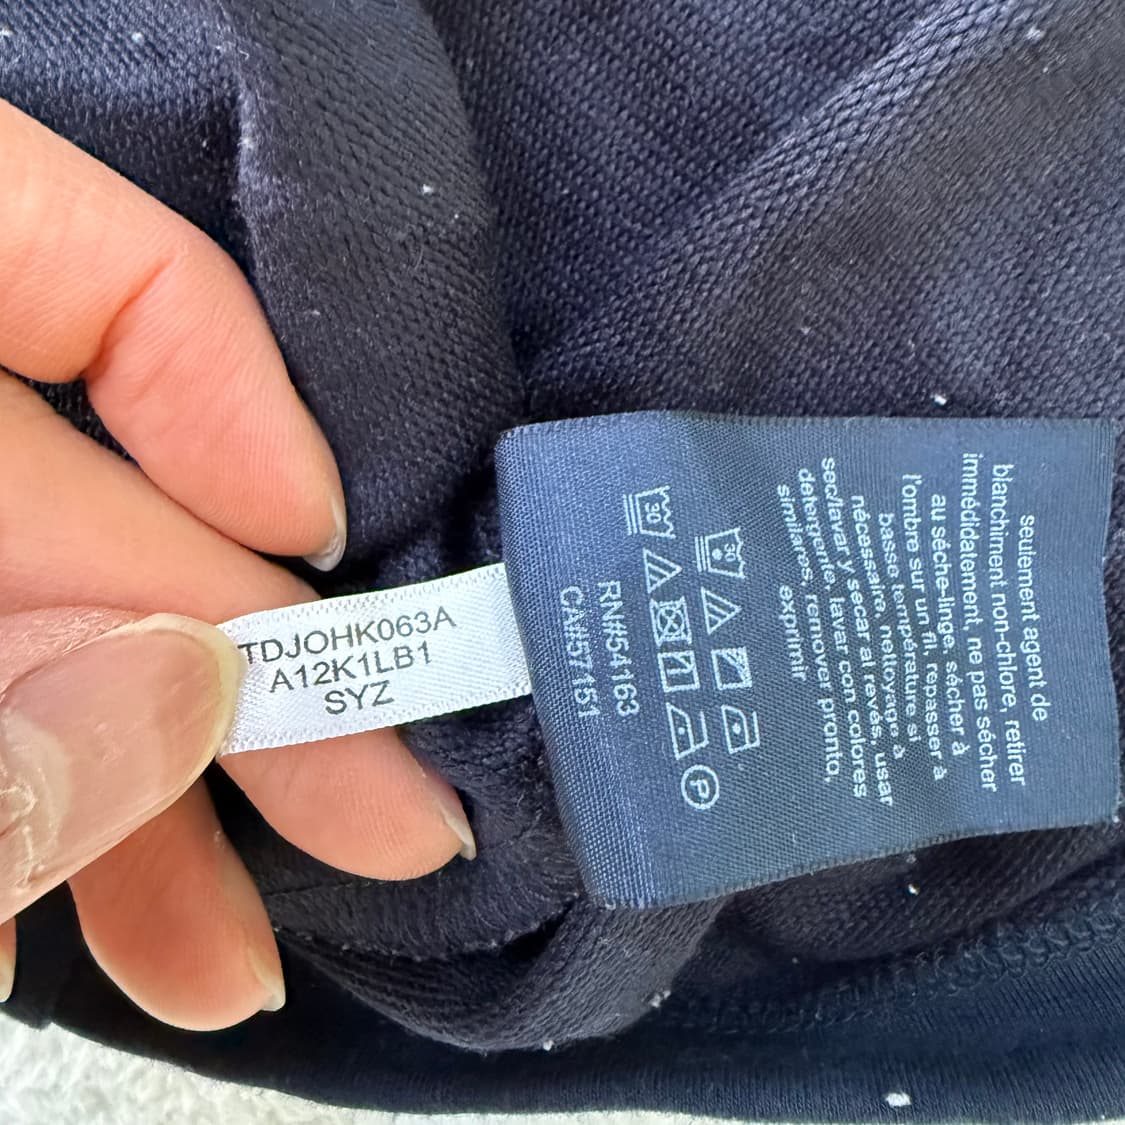 TDJOHK063A
A12K1LB1
SYZ
seulement agent de
blanchiment non-chlore, retirer
immédiatement, ne pas sécher
au sèche-linge, sécher à
l'ombre sur un fil, repasser à
basse température si
nécessaire, nettoyage à
sec/lavar y secar al revés, usar
detergente, lavar con colores
similares, remover pronto,
exprimir
30
30
P
RN#54163
CA#57151